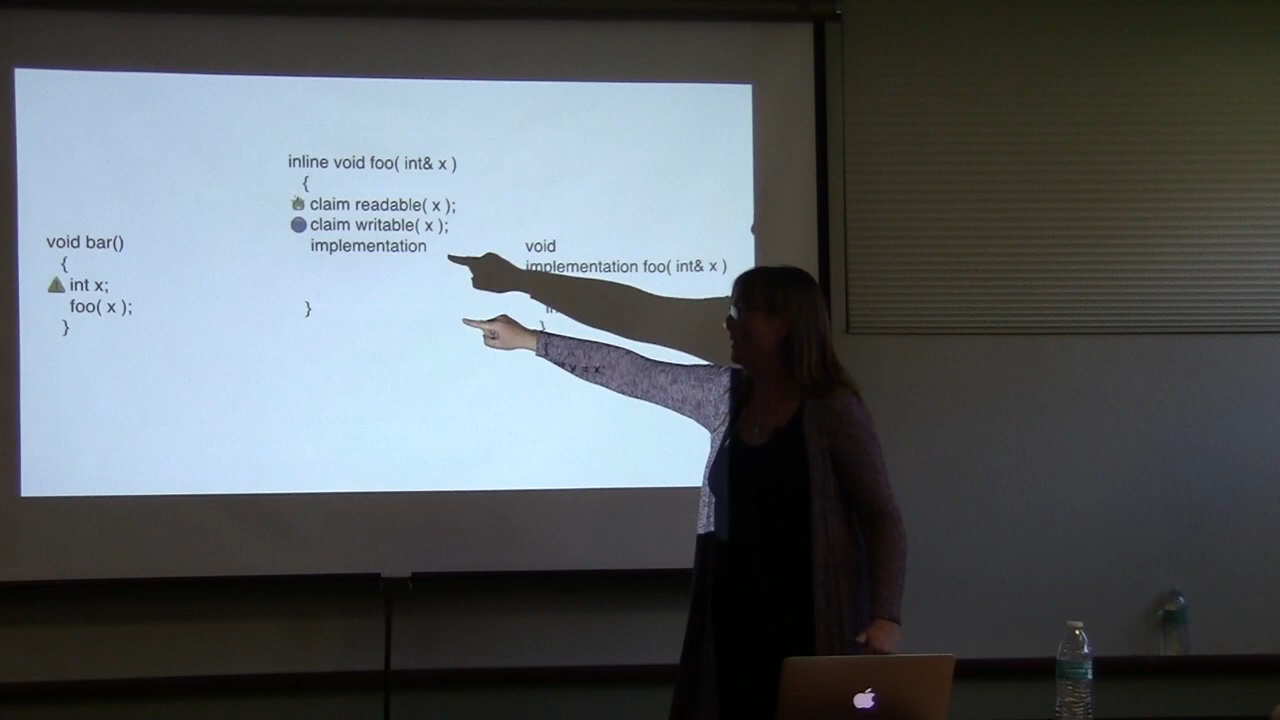 void bar()
{
int x;
foo( x );
}
inline void foo( int& x )
{
claim readable( x );
claim writable( x );
implementation
}
void
implementation foo( int& x )
}
y = x;